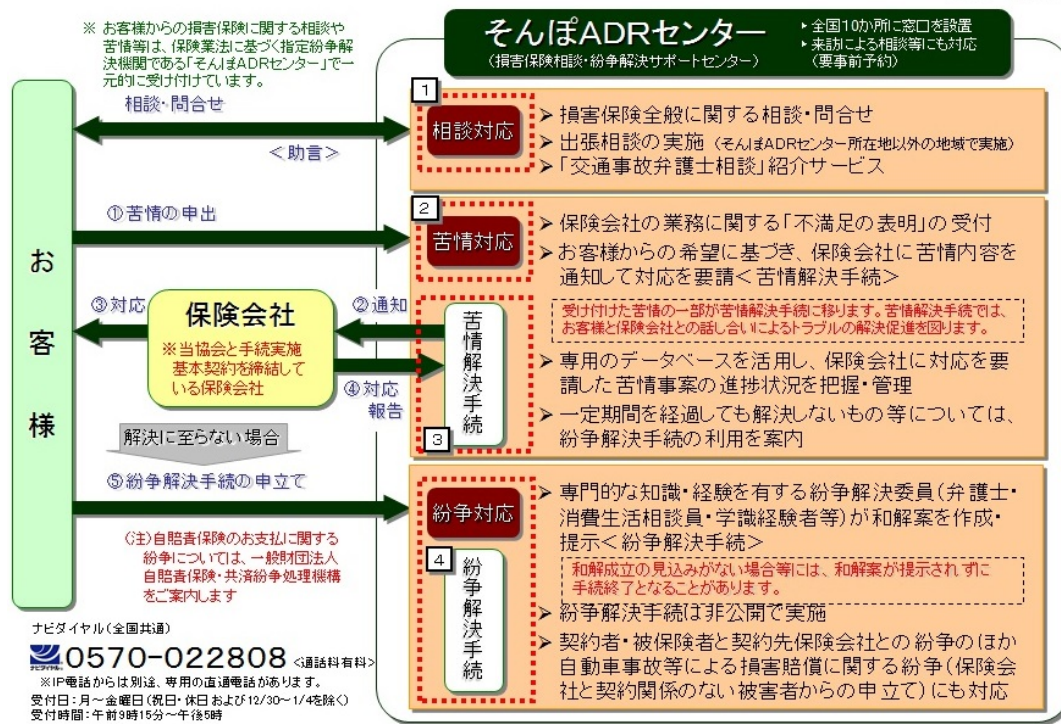 ※ お客様からの損害保険に関する相談や
苦情等は、保険業法に基づく指定紛争解
決機関である「そんぽADRセンター」で一
元的に受け付けています。
そんぽADRセンター
(損害保険相談・紛争解決サポートセンター)
▶全国10か所に窓口を設置
▶来訪による相談等にも対応
(要事前予約)
お客様
相談・問合せ
<助言>
1
相談対応
➢ 損害保険全般に関する相談・問合せ
➢ 出張相談の実施 (そんぽADRセンター所在地以外の地域で実施)
➢ 「交通事故弁護士相談」紹介サービス
①苦情の申出
2
苦情対応
➢ 保険会社の業務に関する「不満足の表明」の受付
➢ お客様からの希望に基づき、保険会社に苦情内容を
通知して対応を要請<苦情解決手続>
③対応
保険会社
※当協会と手続実施
基本契約を締結して
いる保険会社
②通知
④対応
報告
苦情解決手続
3
受け付けた苦情の一部が苦情解決手続に移ります。苦情解決手続では、
お客様と保険会社との話し合いによるトラブルの解決促進を図ります。
➢ 専用のデータベースを活用し、保険会社に対応を要
請した苦情事案の進捗状況を把握・管理
➢ 一定期間を経過しても解決しないもの等については、
紛争解決手続の利用を案内
解決に至らない場合
⑤紛争解決手続の申立て
紛争対応
4
紛争解決手続
➢ 専門的な知識・経験を有する紛争解決委員(弁護士・
消費生活相談員・学識経験者等)が和解案を作成・
提示<紛争解決手続>
和解成立の見込みがない場合等には、和解案が提示されずに
手続終了となることがあります。
➢ 紛争解決手続は非公開で実施
➢ 契約者・被保険者と契約先保険会社との紛争のほか
自動車事故等による損害賠償に関する紛争(保険会
社と契約関係のない被害者からの申立て)にも対応
(注)自賠責保険のお支払に関する
紛争については、一般財団法人
自賠責保険・共済紛争処理機構
をご案内します
ナビダイヤル(全国共通)
ナビダイヤル 0570-022808 <通話料有料>
※IP電話からは別途、専用の直通電話があります。
受付日:月~金曜日(祝日・休日および12/30~1/4を除く)
受付時間:午前9時15分~午後5時